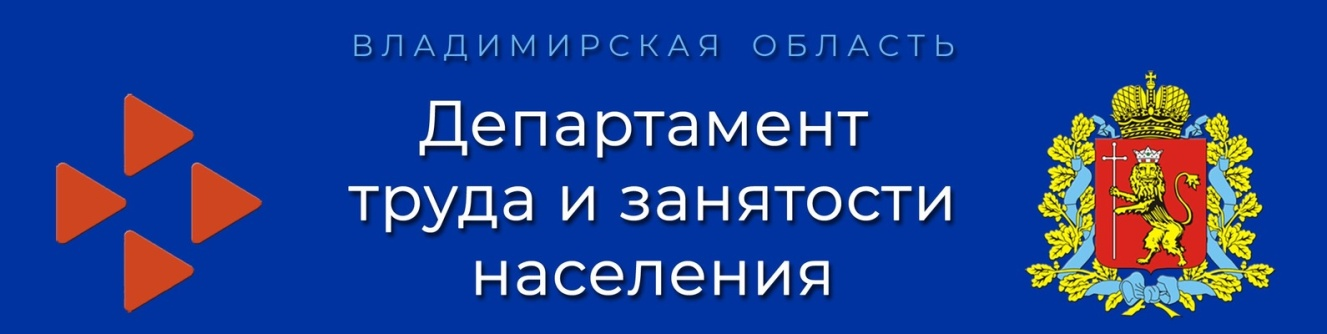 ВЛАДИМИРСКАЯ ОБЛАСТЬ
Департамент
труда и занятости
населения